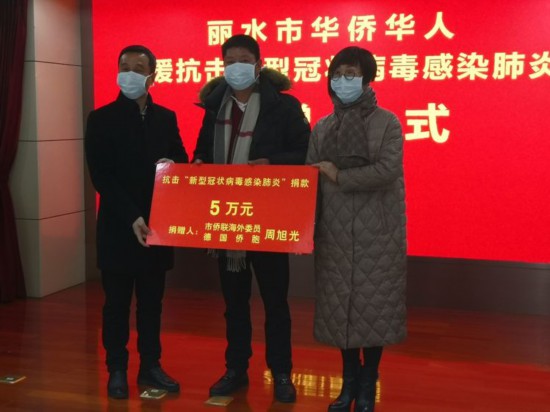 丽水市华侨华人
援抗击 型冠状病毒感染肺炎
式
抗击“新型冠状病毒感染肺炎”捐款
5万元
捐赠人：市侨联海外委员 周旭光
德国侨胞